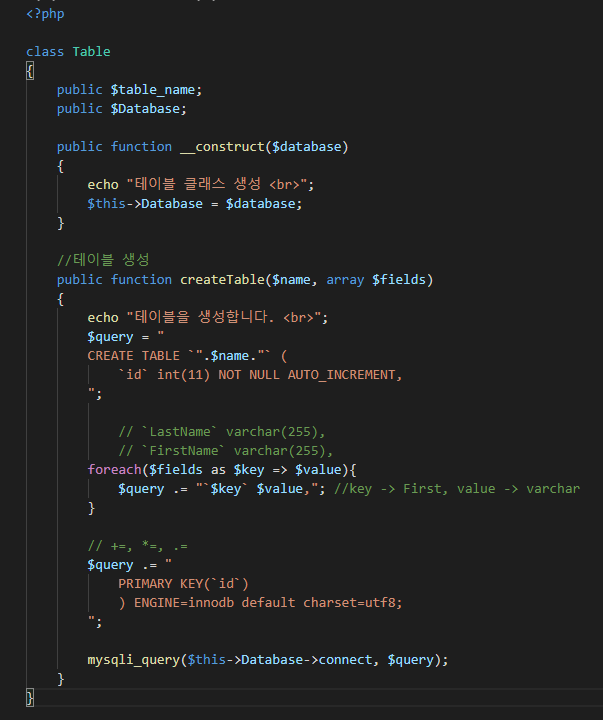 <?php
class Table
{
public $table_name;
public $Database;
public function __construct($database)
{
echo "테이블 클래스 생성 <br>";
$this->Database = $database;
}
//테이블 생성
public function createTable($name, array $fields)
{
echo "테이블을 생성합니다. <br>";
$query = "
CREATE TABLE `".$name."` (
`id` int(11) NOT NULL AUTO_INCREMENT,
";
// `LastName` varchar(255),
// `FirstName` varchar(255),
foreach($fields as $key => $value){
$query .= "`$key` $value,"; //key -> First, value -> varchar
}
// +=, *=, .=
$query .= "
PRIMARY KEY(`id`)
) ENGINE=innodb default charset=utf8;
";
mysqli_query($this->Database->connect, $query);
}
}